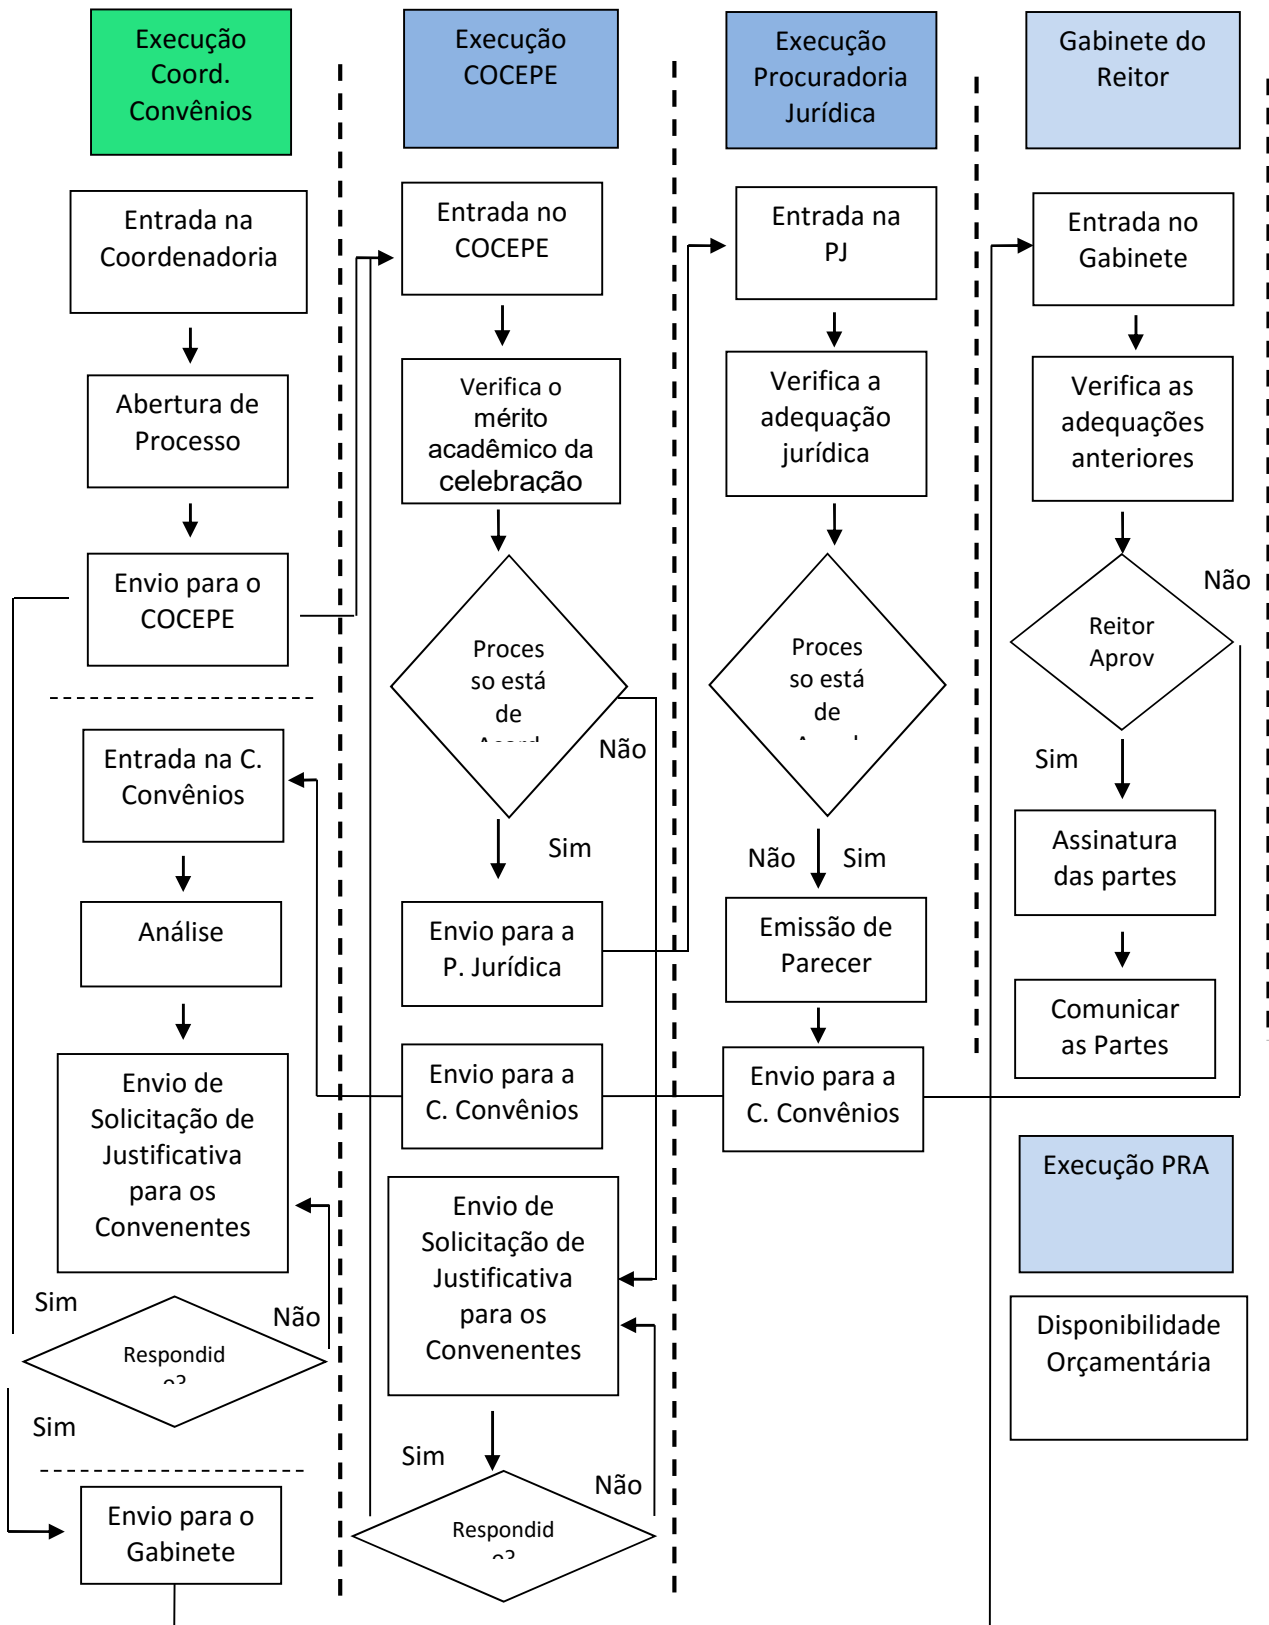 Execução
Coord.
Convênios
Entrada na
Coordenadoria
Abertura de
Processo
Envio para o
COCEPE
Entrada na C.
Convênios
Análise
Envio de
Solicitação de
Justificativa
para os
Convenentes
Sim
Não
Respondid
o?
Sim
Envio para o
Gabinete
Execução
COCEPE
Entrada no
COCEPE
Verifica o
mérito
acadêmico da
celebração
Proces
so está
de
Não
Sim
Envio para a
P. Jurídica
Envio para a
C. Convênios
Envio de
Solicitação de
Justificativa
para os
Convenentes
Sim
Não
Respondid
o?
Execução
Procuradoria
Jurídica
Entrada na
PJ
Verifica a
adequação
jurídica
Proces
so está
de
Não
Sim
Emissão de
Parecer
Envio para a
C. Convênios
Gabinete do
Reitor
Entrada no
Gabinete
Verifica as
adequações
anteriores
Não
Reitor
Aprov
Sim
Assinatura
das partes
Comunicar
as Partes
Execução PRA
Disponibilidade
Orçamentária